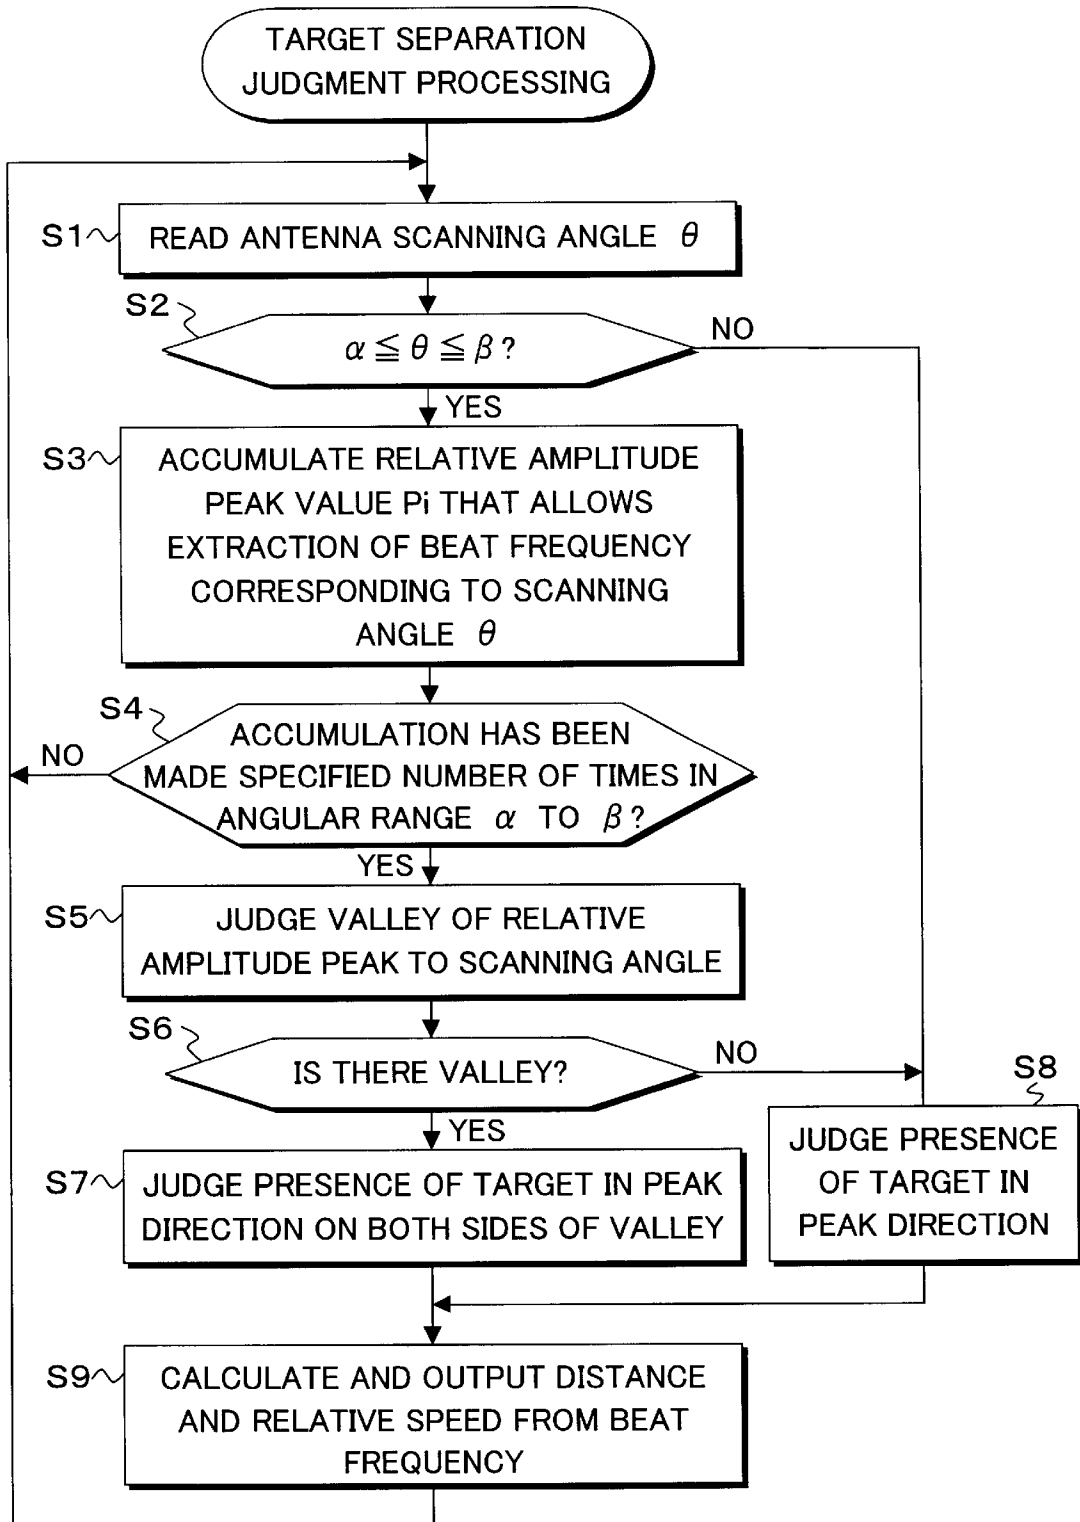 TARGET SEPARATION
JUDGMENT PROCESSING
S1
READ ANTENNA SCANNING ANGLE θ
S2
α ≦ θ ≦ β ?
NO
YES
S3
ACCUMULATE RELATIVE AMPLITUDE
PEAK VALUE Pi THAT ALLOWS
EXTRACTION OF BEAT FREQUENCY
CORRESPONDING TO SCANNING
ANGLE θ
S4
NO
ACCUMULATION HAS BEEN
MADE SPECIFIED NUMBER OF TIMES IN
ANGULAR RANGE α TO β ?
YES
S5
JUDGE VALLEY OF RELATIVE
AMPLITUDE PEAK TO SCANNING ANGLE
S6
IS THERE VALLEY?
NO
YES
S7
JUDGE PRESENCE OF TARGET IN PEAK
DIRECTION ON BOTH SIDES OF VALLEY
S8
JUDGE PRESENCE
OF TARGET IN
PEAK DIRECTION
S9
CALCULATE AND OUTPUT DISTANCE
AND RELATIVE SPEED FROM BEAT
FREQUENCY